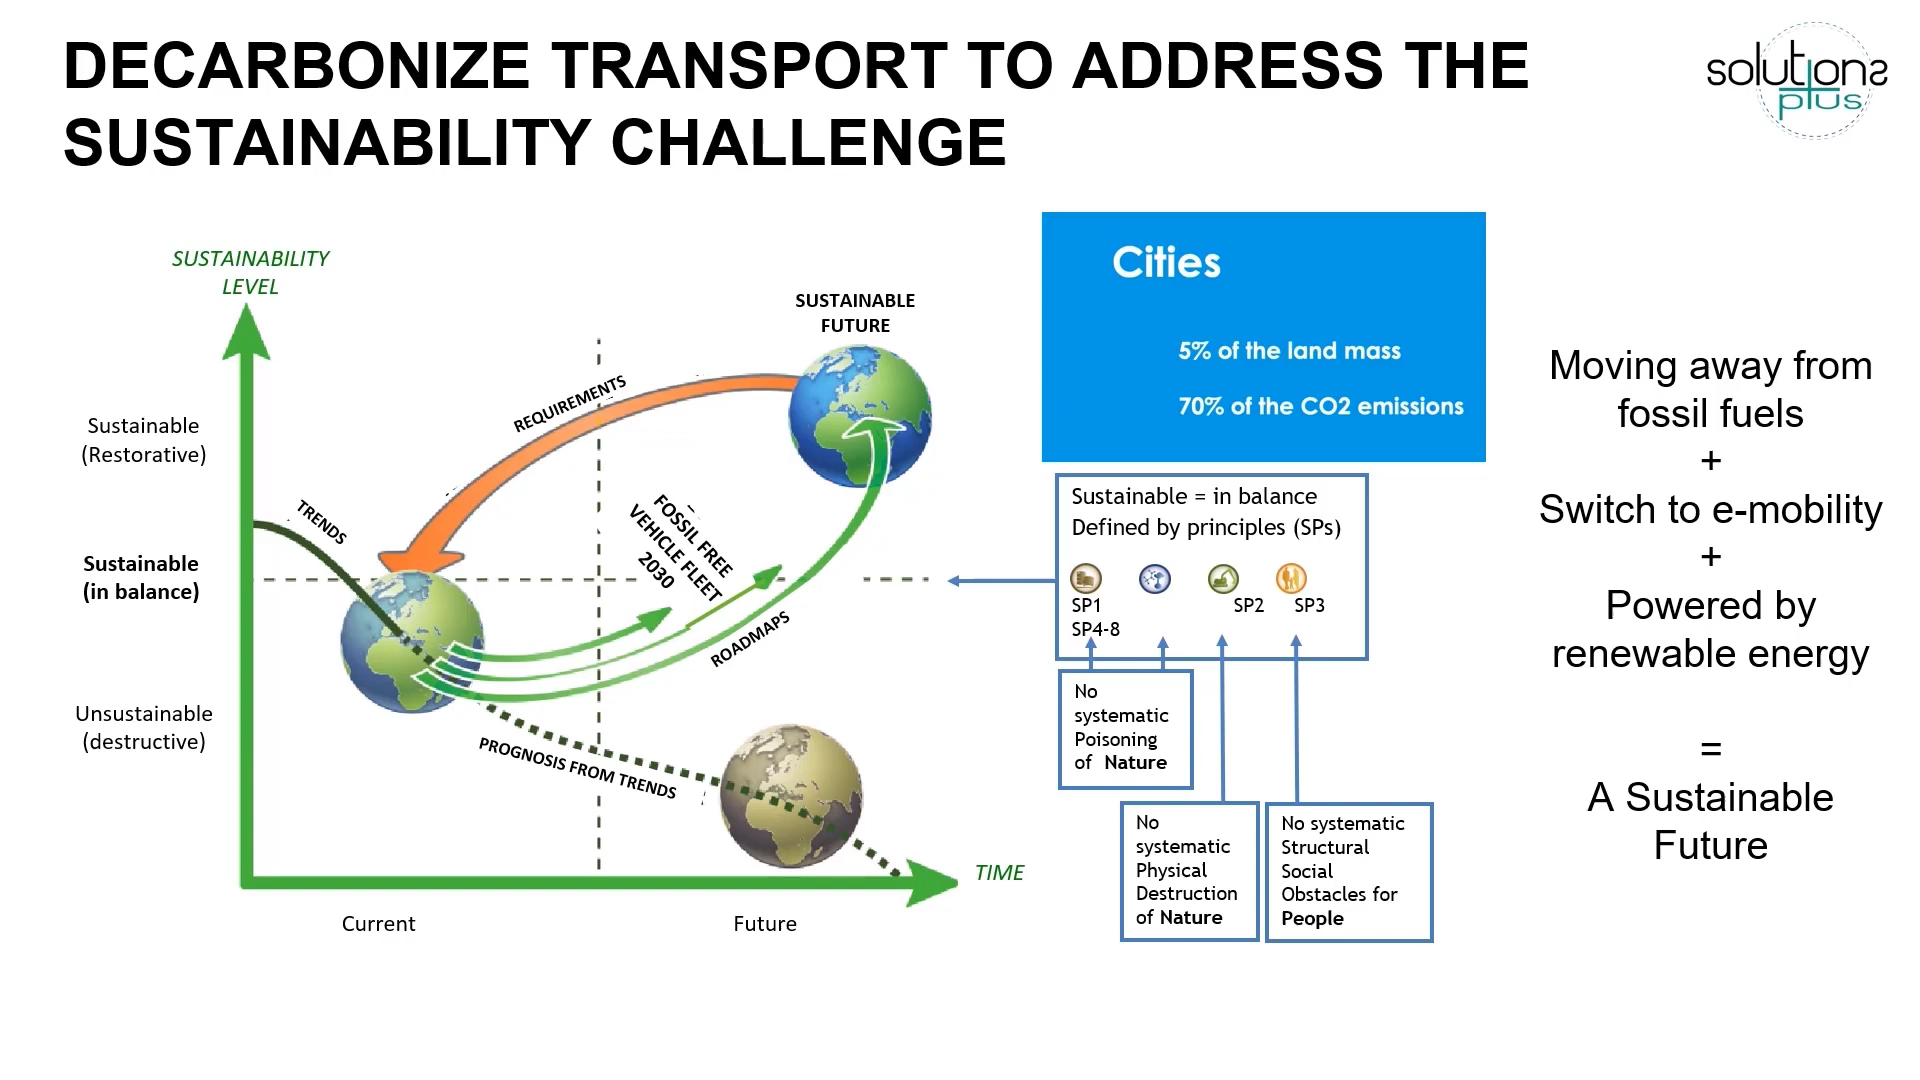 DECARBONIZE TRANSPORT TO ADDRESS THE
SUSTAINABILITY CHALLENGE
solutions
plus
SUSTAINABILITY
LEVEL
Sustainable
(Restorative)
Sustainable
(in balance)
Unsustainable
(destructive)
TRENDS
REQUIREMENTS
SUSTAINABLE
FUTURE
FOSSIL FREE
VEHICLE FLEET
2030
ROADMAPS
PROGNOSIS FROM TRENDS
TIME
Current
Future
Cities
5% of the land mass
70% of the CO2 emissions
Sustainable = in balance
Defined by principles (SPs)
SP1
SP2
SP3
SP4-8
No
systematic
Poisoning
of Nature
No
systematic
Physical
Destruction
of Nature
No systematic
Structural
Social
Obstacles for
People
Moving away from
fossil fuels
+
Switch to e-mobility
+
Powered by
renewable energy
=
A Sustainable
Future